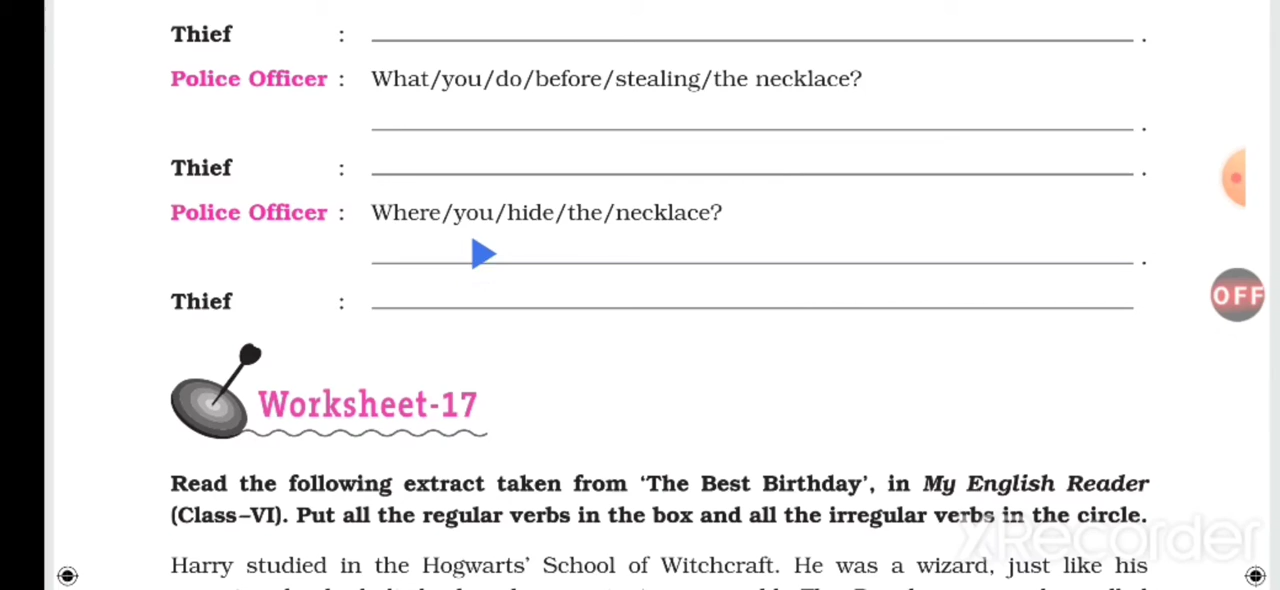 Thief : .
Police Officer : What/you/do/before/stealing/the necklace?
.
Thief : .
Police Officer : Where/you/hide/the/necklace?
.
Thief :
OFF
Worksheet-17
Read the following extract taken from ‘The Best Birthday’, in My English Reader
(Class–VI). Put all the regular verbs in the box and all the irregular verbs in the circle.
XRecorder
Harry studied in the Hogwarts’ School of Witchcraft. He was a wizard, just like his